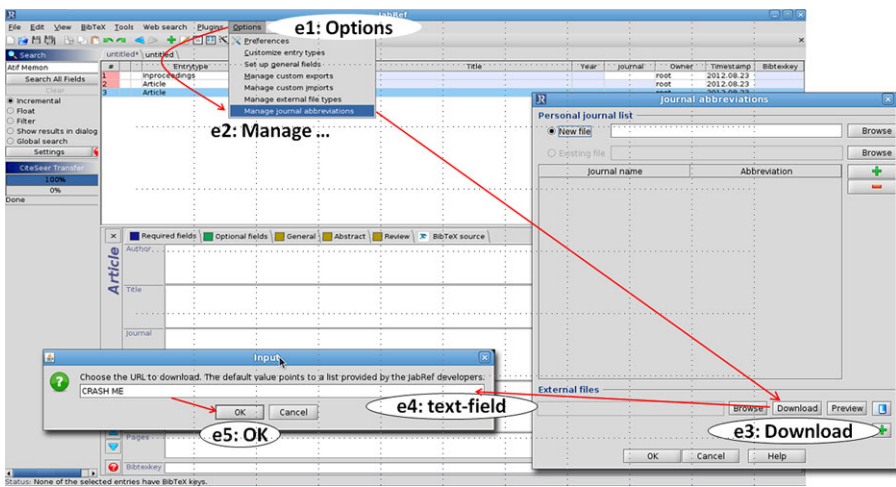 JabRef
File Edit View BibTeX Tools Web search Plugins Options
e1: Options
Preferences
Customize entry types
Set up general fields
Manage custom exports
Manage custom imports
Manage external file types
Manage journal abbreviations
e2: Manage ...
Search
Atif Memon
Search All Fields
Clear
Incremental
Float
Filter
Show results in dialog
Global search
Settings
CiteSeer Transfer
100%
0%
Done
untitled* untitled
# Entrytype Title Year Journal Owner Timestamp Bibtexkey
1 Inproceedings root 2012.08.23
2 Article root 2012.08.23
3 Article root 2012.08.23
Journal abbreviations
Personal journal list
New file Browse
Existing file Browse
Journal name Abbreviation
Required fields Optional fields General Abstract Review BibTeX source
Article
Author
Title
Journal
Input
Choose the URL to download. The default value points to a list provided by the JabRef developers.
CRASH ME
OK Cancel
e4: text-field
e5: OK
Pages
Bibtexkey
External files
Browse Download Preview
e3: Download
OK Cancel Help
Status: None of the selected entries have BibTeX keys.